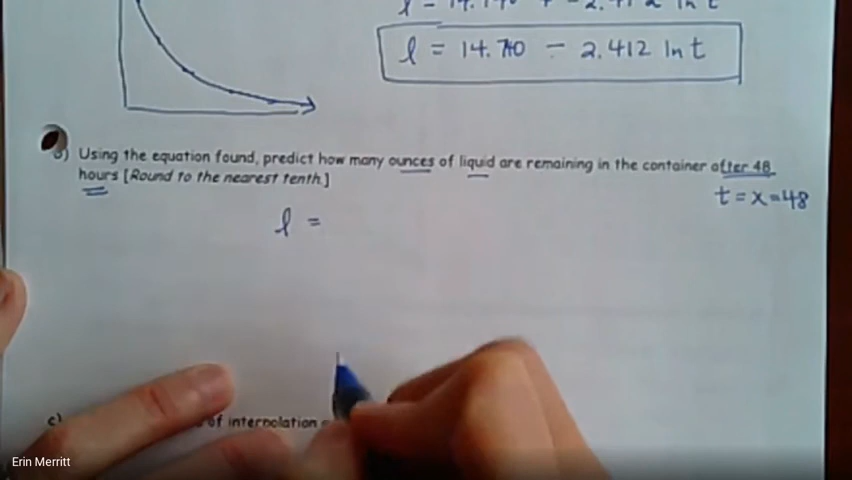 l = 14.740 - 2.412 ln t
b) Using the equation found, predict how many ounces of liquid are remaining in the container after 48
hours [Round to the nearest tenth.]
t = x = 48
l =
c) of interpolation
Erin Merritt